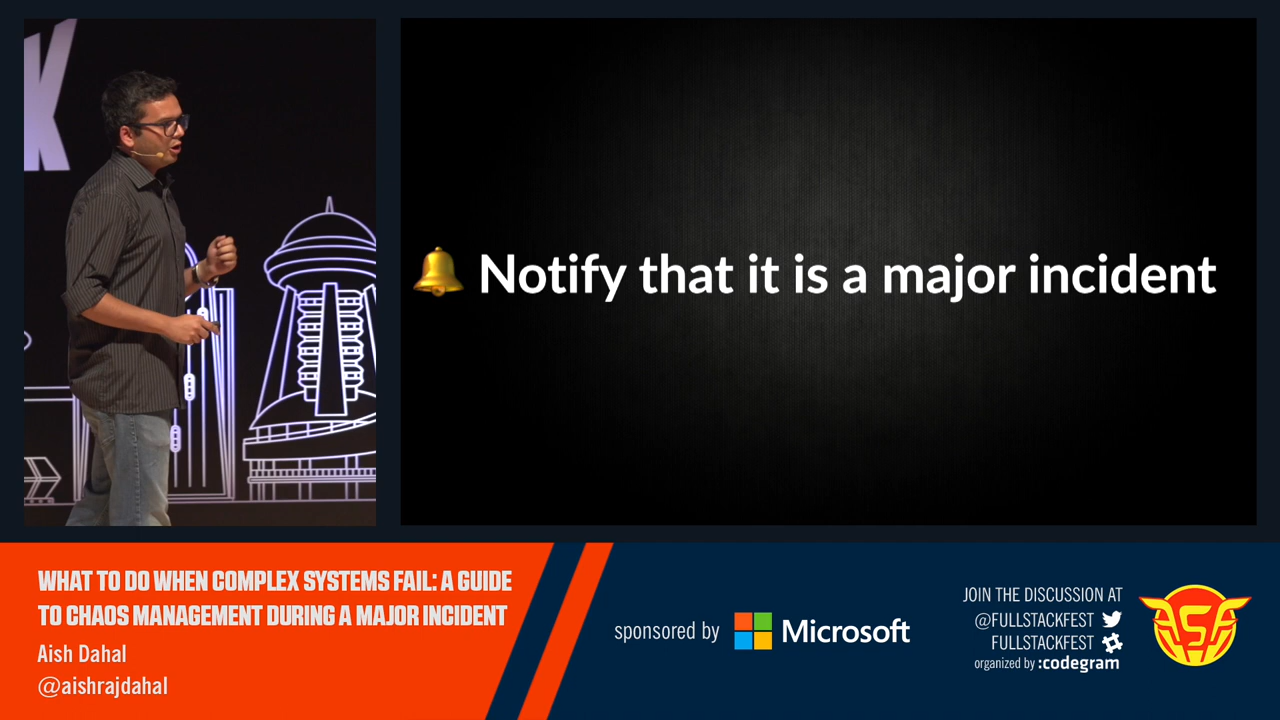 K
Notify that it is a major incident
WHAT TO DO WHEN COMPLEX SYSTEMS FAIL: A GUIDE
TO CHAOS MANAGEMENT DURING A MAJOR INCIDENT
Aish Dahal
@aishrajdahal
sponsored by Microsoft
JOIN THE DISCUSSION AT
@FULLSTACKFEST
FULLSTACKFEST
organized by :codegram
FSF